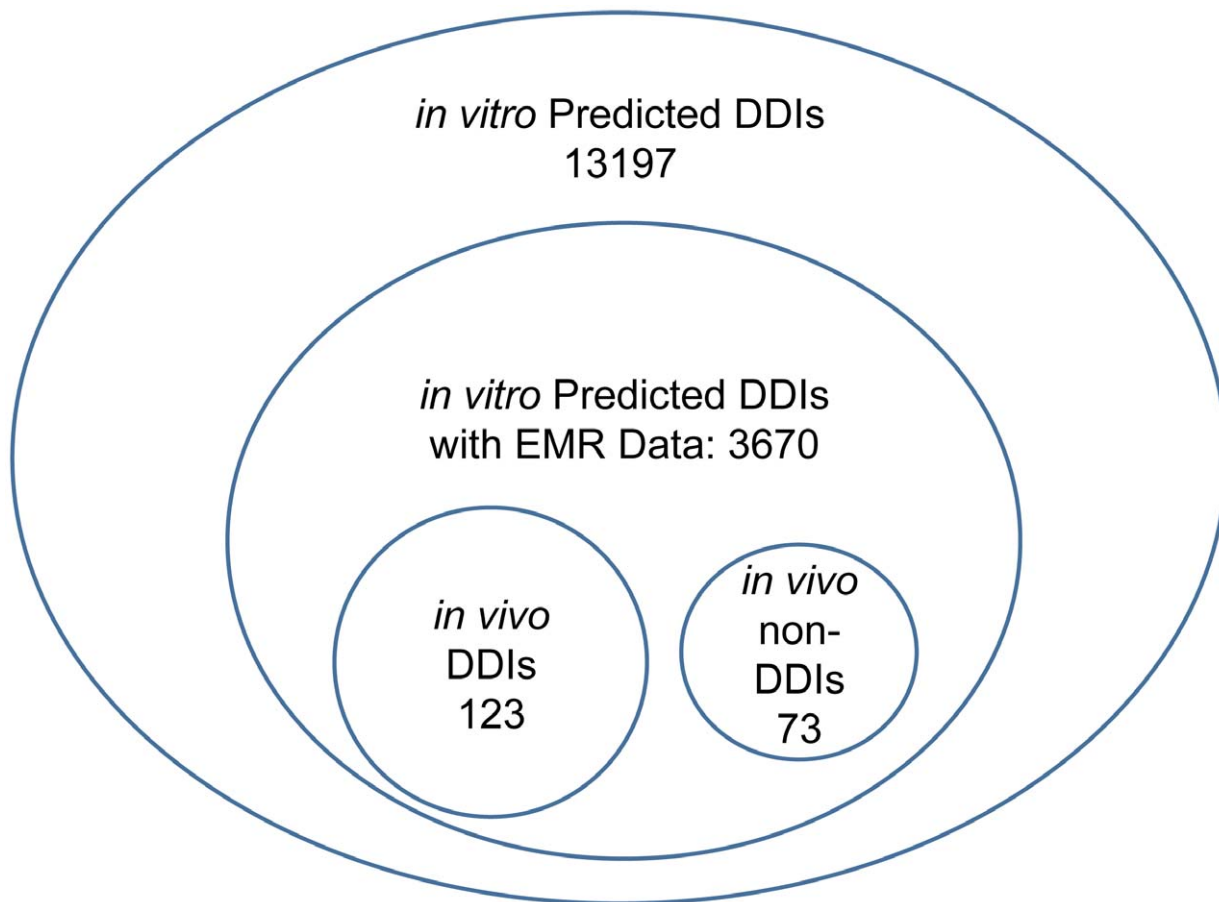 in vitro Predicted DDIs
13197
in vitro Predicted DDIs
with EMR Data: 3670
in vivo
DDIs
123
in vivo
non-
DDIs
73